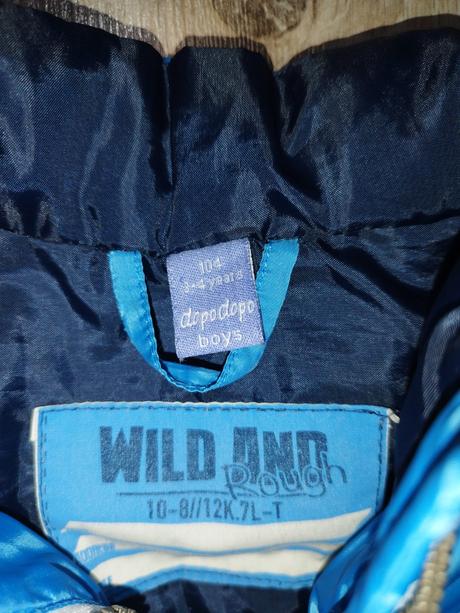 104
3-4 years
dopodopo
boys
WILD AND
Rough
10-8//12K.7L-T